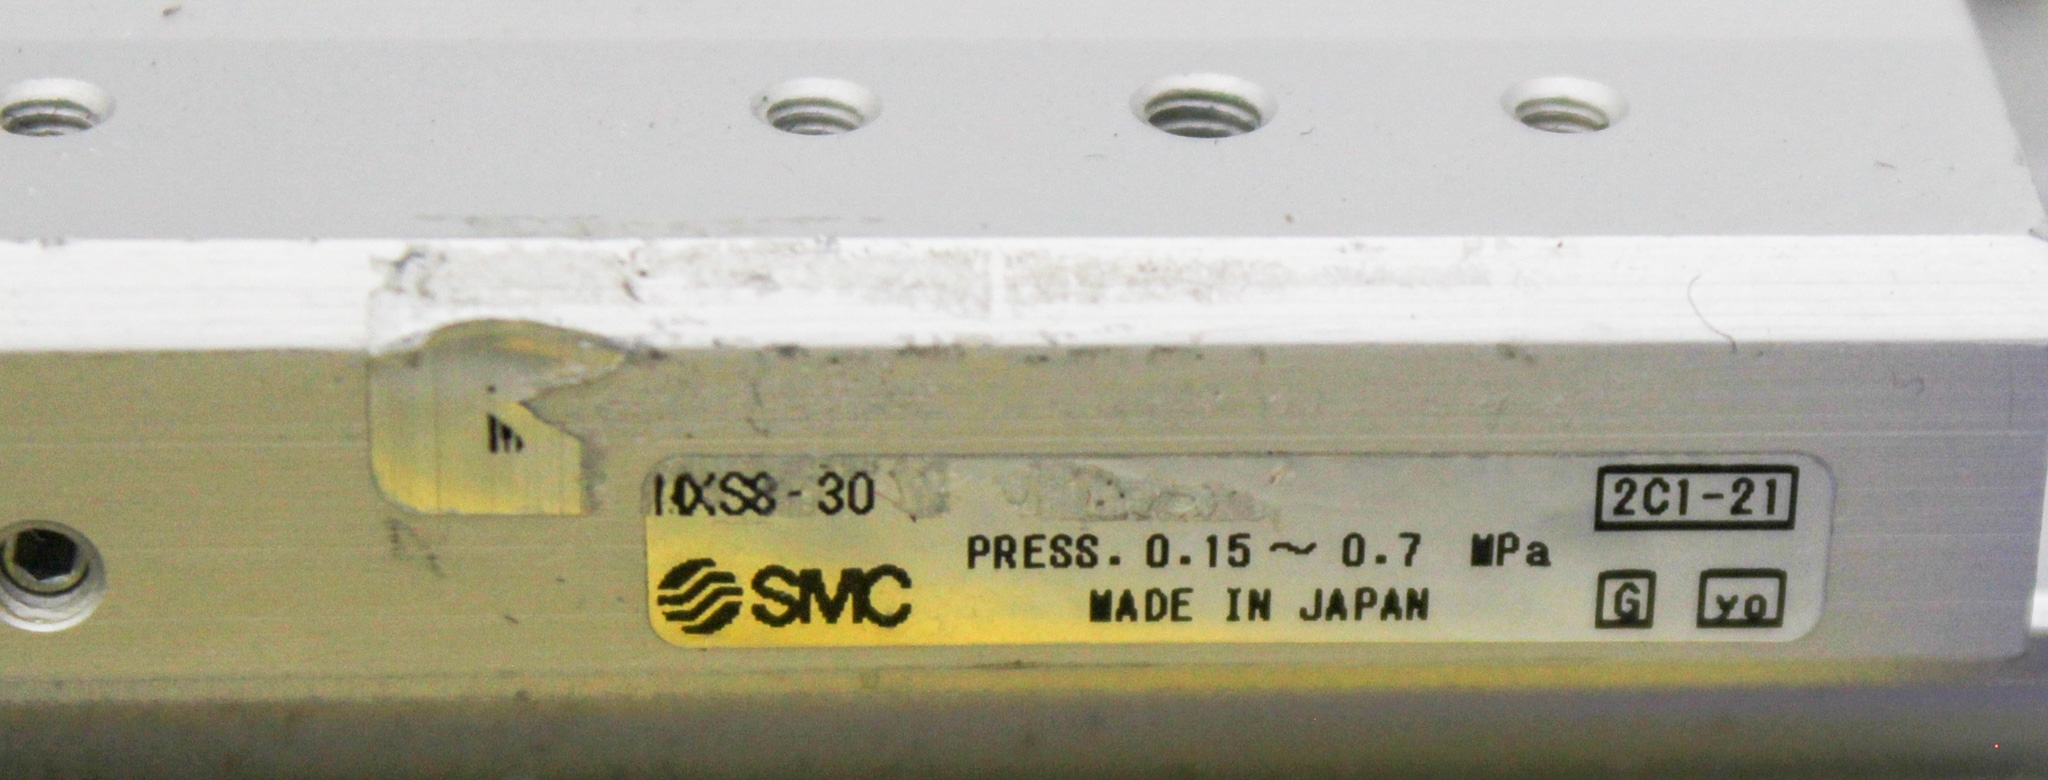 M
MXS8-30
2C1-21
PRESS. 0.15～0.7 MPa
SMC
MADE IN JAPAN
G yo